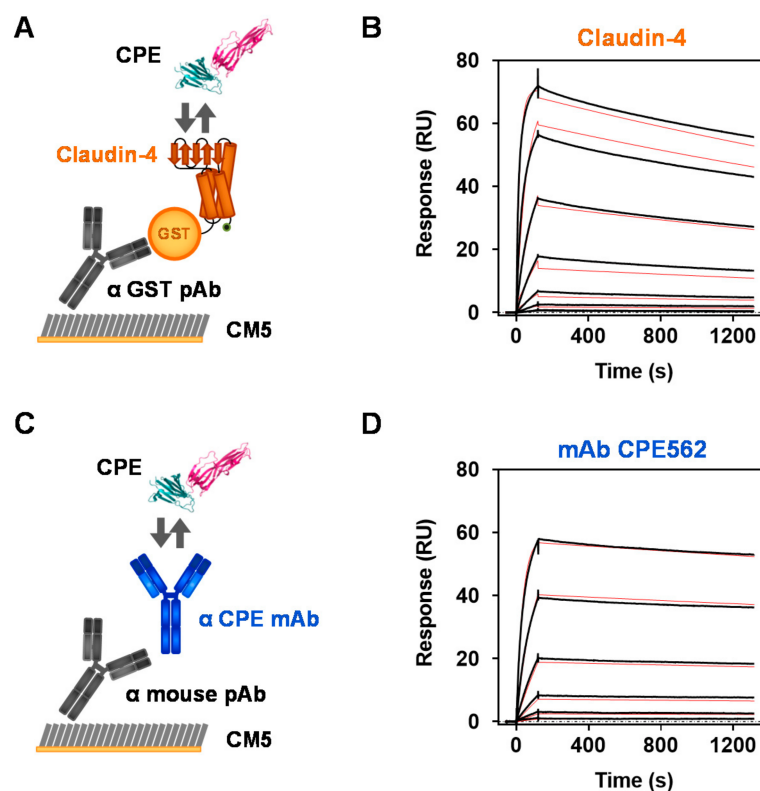 A
CPE
Claudin-4
GST
α GST pAb
CM5
B
Claudin-4
80
60
40
20
0
Response (RU)
0 400 800 1200
Time (s)
C
CPE
α CPE mAb
α mouse pAb
CM5
D
mAb CPE562
80
60
40
20
0
Response (RU)
0 400 800 1200
Time (s)